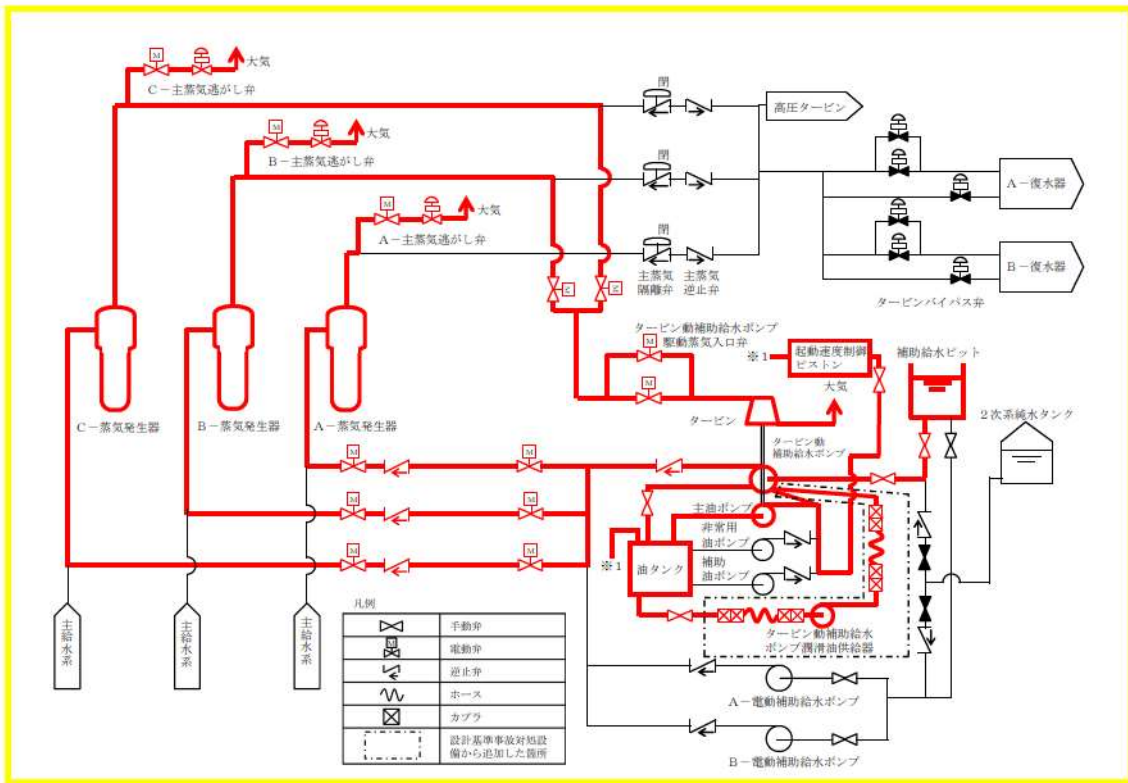 大気
C-主蒸気逃がし弁
大気
B-主蒸気逃がし弁
大気
A-主蒸気逃がし弁
閉
閉
閉
主蒸気
隔離弁
主蒸気
逆止弁
高圧タービン
A-復水器
B-復水器
タービンバイパス弁
C-蒸気発生器
B-蒸気発生器
A-蒸気発生器
タービン動補助給水ポンプ
駆動蒸気入口弁
※1
起動速度制御
ピストン
補助給水ピット
大気
2次系純水タンク
タービン
タービン動
補助給水ポンプ
主油ポンプ
非常用
油ポンプ
補助
油ポンプ
※1
油タンク
タービン動補助給水
ポンプ潤滑油供給器
A-電動補助給水ポンプ
B-電動補助給水ポンプ
主給水系
主給水系
主給水系
凡例
手動弁
M
電動弁
逆止弁
ホース
カプラ
設計基準事故対処設
備から追加した箇所
M
M
M
M
M
M
M
M
M
M
M
M
M